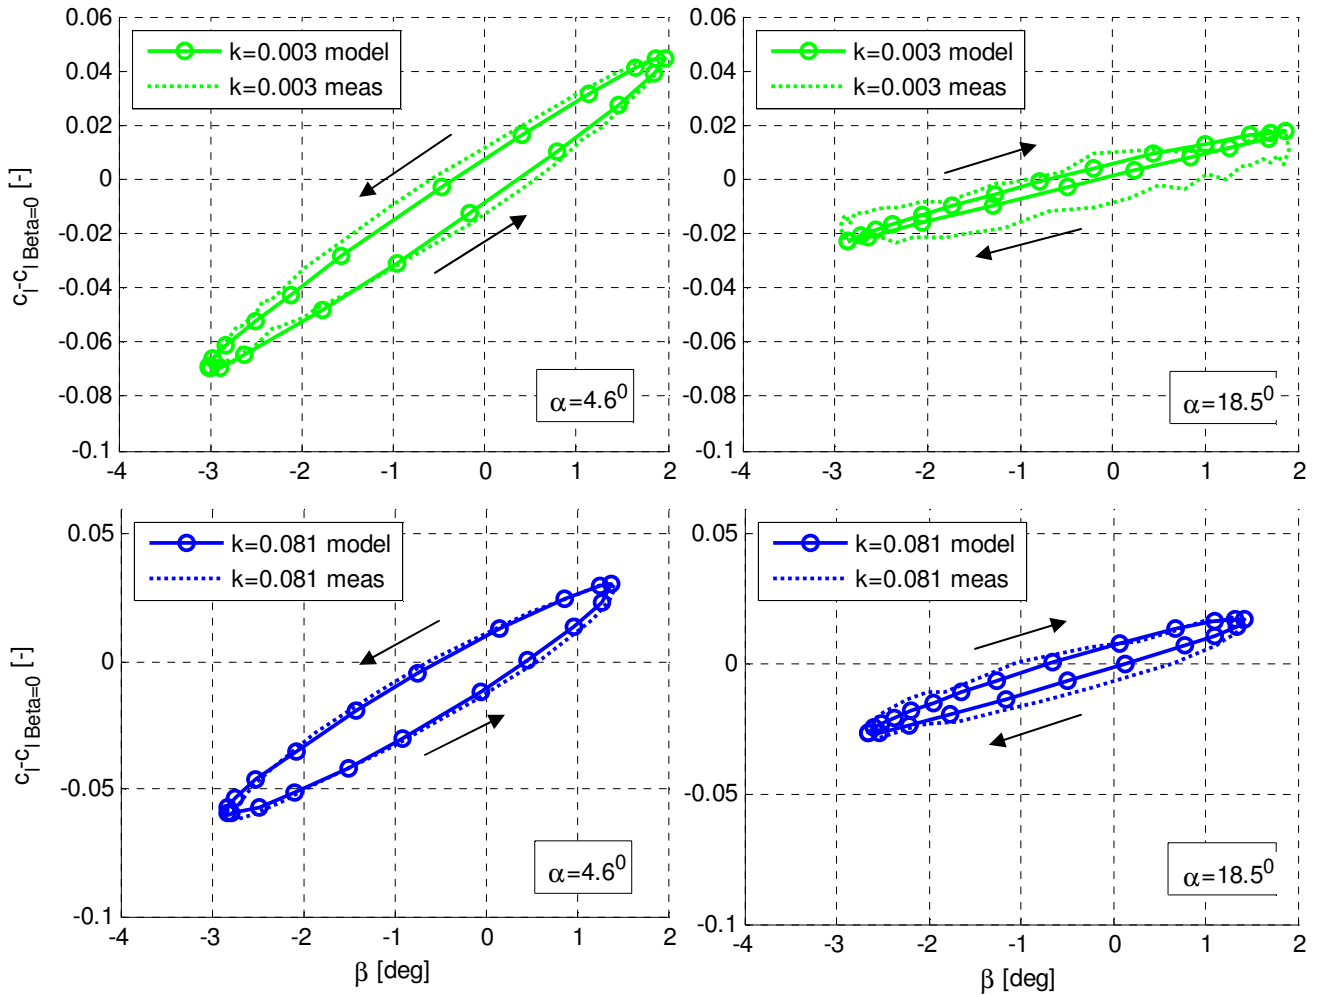 0.06
0.04
0.02
0
-0.02
-0.04
-0.06
-0.08
-0.1
-4 -3 -2 -1 0 1 2
cl-cl Beta=0 [-]
k=0.003 model
k=0.003 meas
α=4.6⁰
0.06
0.04
0.02
0
-0.02
-0.04
-0.06
-0.08
-0.1
-4 -3 -2 -1 0 1 2
k=0.003 model
k=0.003 meas
α=18.5⁰
0.05
0
-0.05
-0.1
-4 -3 -2 -1 0 1 2
cl-cl Beta=0 [-]
β [deg]
k=0.081 model
k=0.081 meas
α=4.6⁰
0.05
0
-0.05
-0.1
-4 -3 -2 -1 0 1 2
β [deg]
k=0.081 model
k=0.081 meas
α=18.5⁰